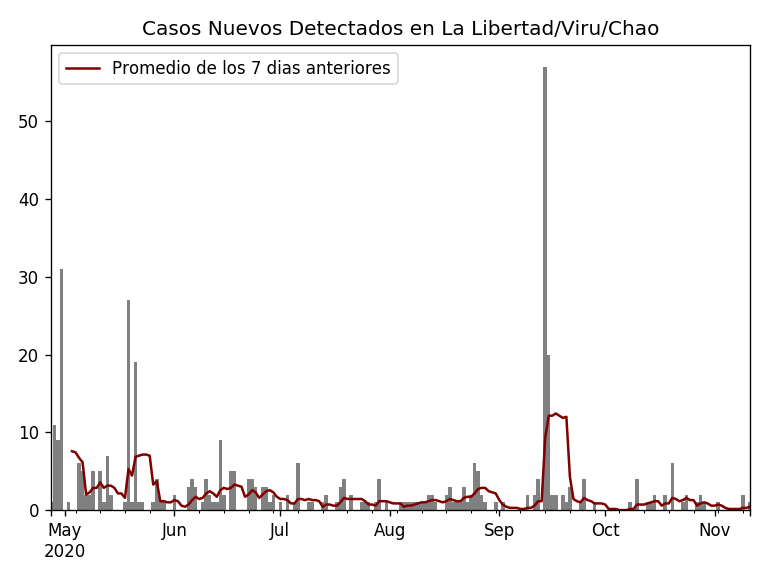 Casos Nuevos Detectados en La Libertad/Viru/Chao
Promedio de los 7 dias anteriores
50
40
30
20
10
0
May Jun Jul Aug Sep Oct Nov
2020